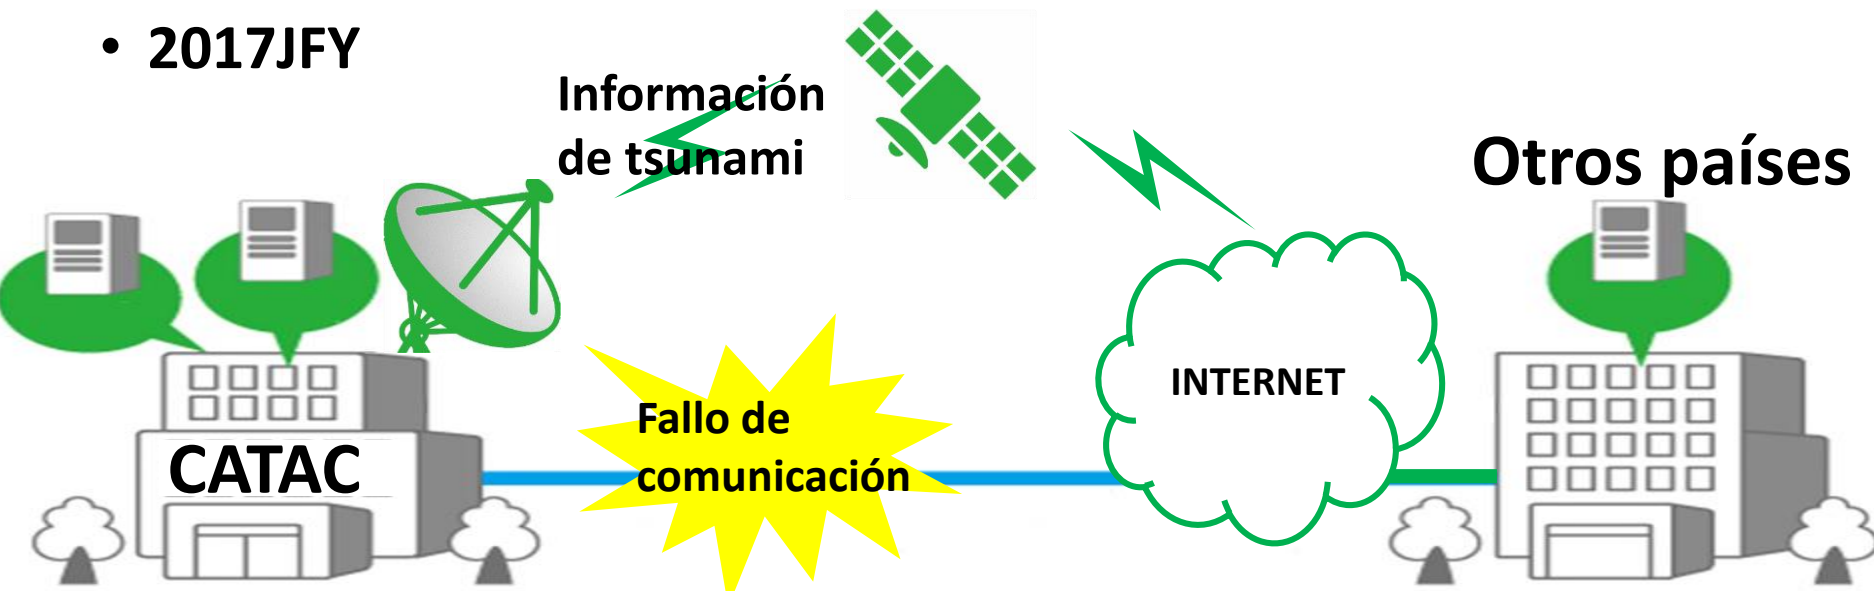 • 2017JFY
Información
de tsunami
Otros países
INTERNET
Fallo de
comunicación
CATAC